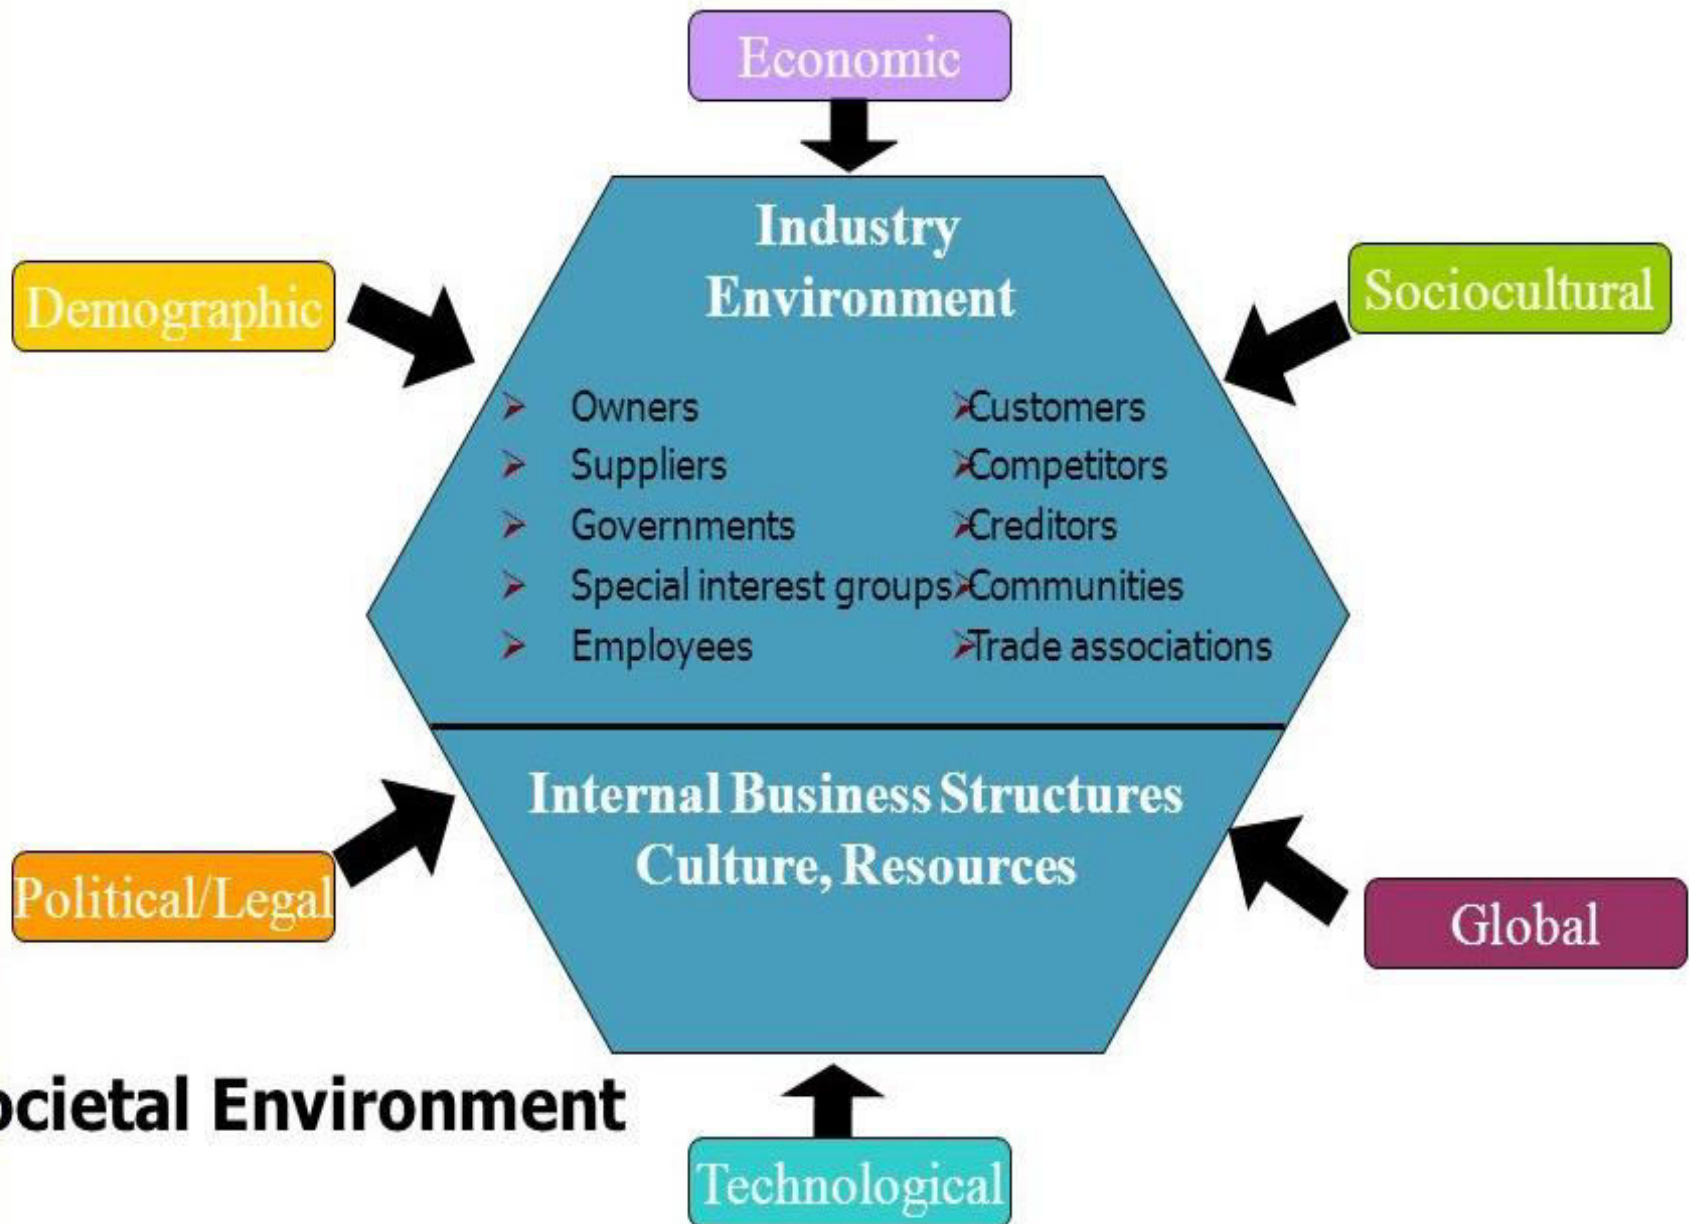 Economic
Demographic
Sociocultural
Industry
Environment
Owners
Suppliers
Governments
Special interest groups
Employees
Customers
Competitors
Creditors
Communities
Trade associations
Internal Business Structures
Culture, Resources
Political/Legal
Global
ocietal Environment
Technological